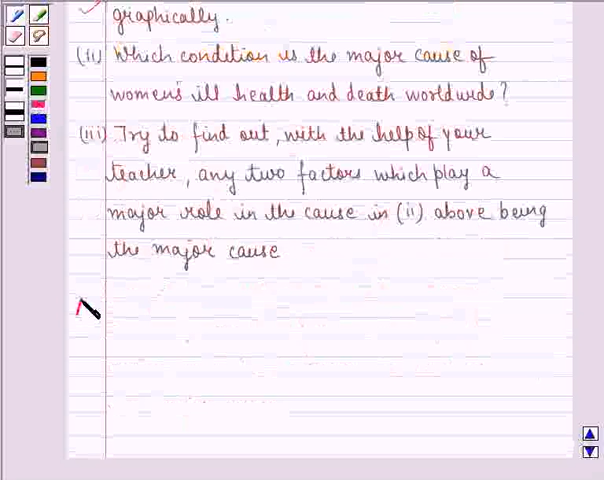 graphically.
(ii) Which condition is the major cause of
women's ill health and death worldwide?
(iii) Try to find out, with the help of your
teacher, any two factors which play a
major role in the cause in (ii) above being
the major cause